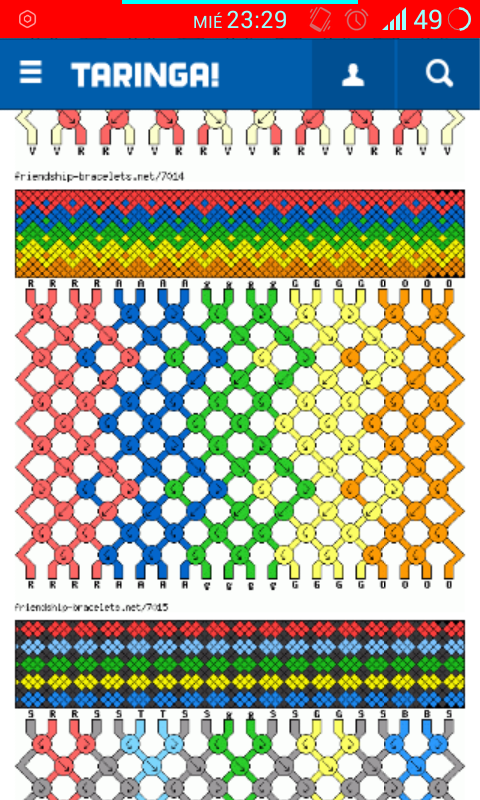 MIÉ 23:29 49
TARINGA!
V V R R V V R R V V R R V V R R V V
friendship-bracelets.net/7014
R R R R A A A A g g g g G G G G O O O O
R R R R A A A A g g g g G G G G O O O O
friendship-bracelets.net/7015
S R R S S T T S S g g S S G G S S B B S